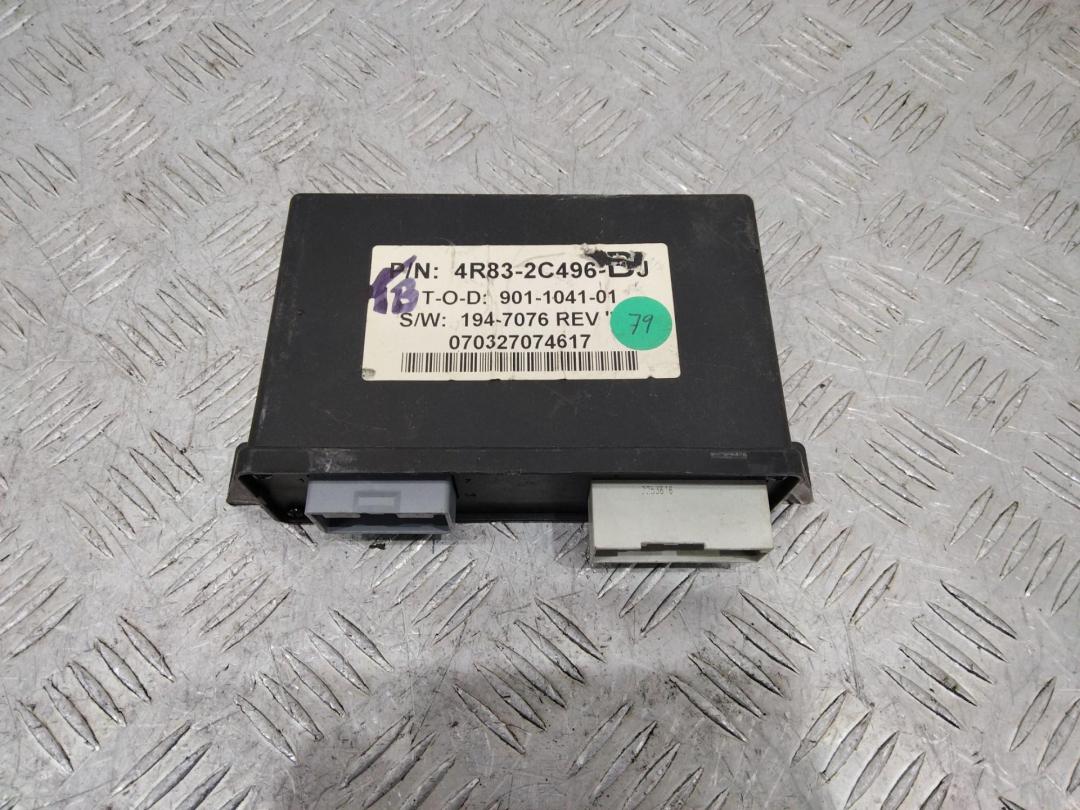 P/N: 4R83-2C496-BJ
T-O-D: 901-1041-01
S/W: 194-7076 REV "
79
070327074617